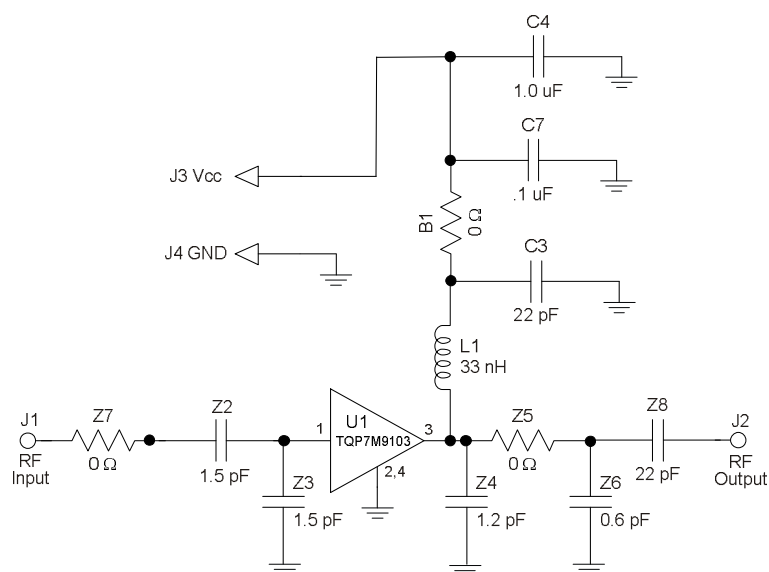 C4
1.0 uF
C7
.1 uF
J3 Vcc
B1
0 Ω
J4 GND
C3
22 pF
L1
33 nH
J1
RF
Input
Z7
0 Ω
Z2
1.5 pF
Z3
1.5 pF
1
U1
TQP7M9103
3
2,4
Z4
1.2 pF
Z5
0 Ω
Z6
0.6 pF
Z8
22 pF
J2
RF
Output